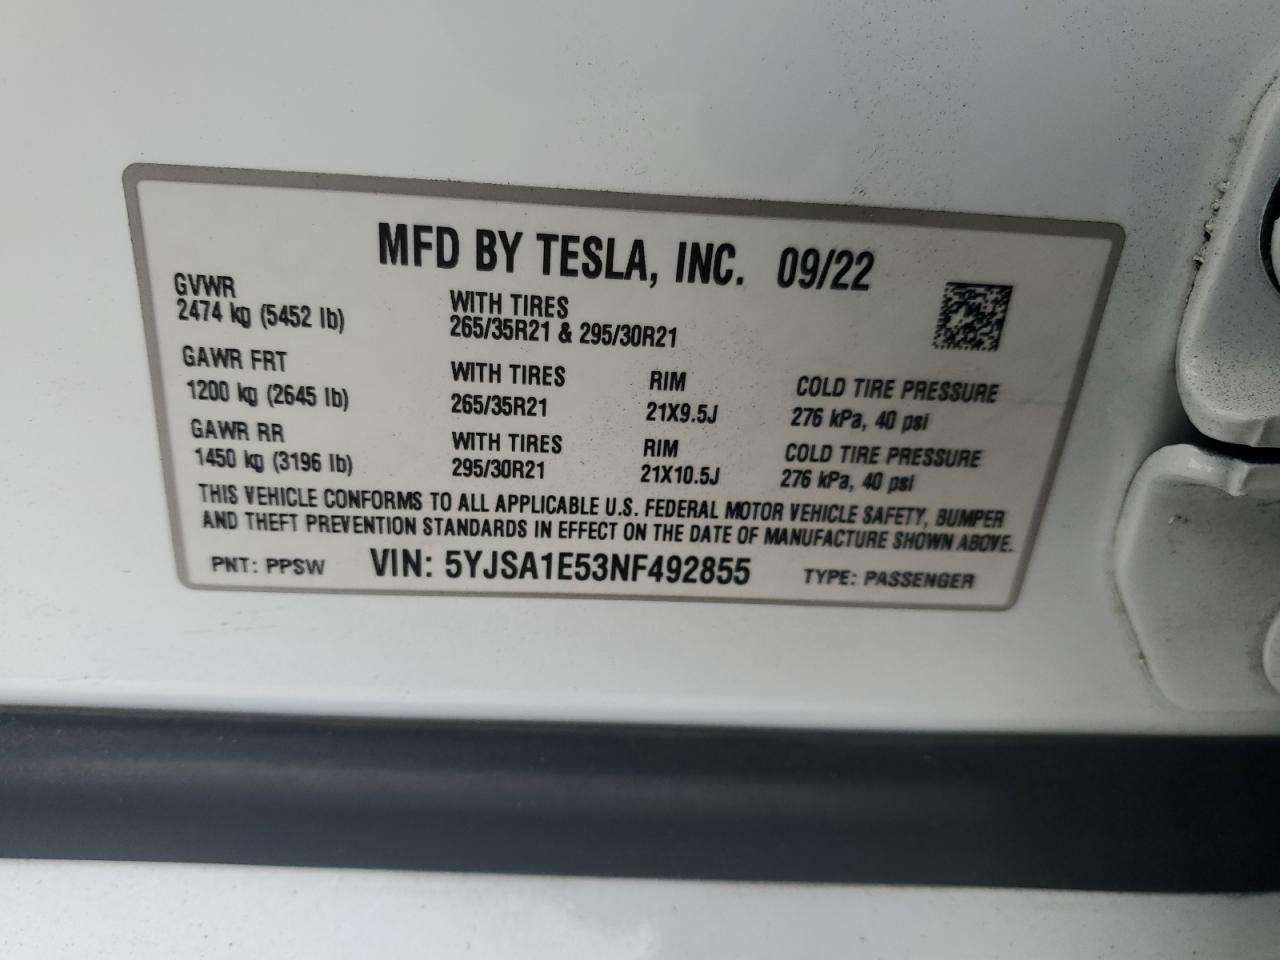 MFD BY TESLA, INC. 09/22
GVWR
2474 kg (5452 lb)
WITH TIRES
265/35R21 & 295/30R21
GAWR FRT
1200 kg (2645 lb)
WITH TIRES
265/35R21
RIM
21X9.5J
COLD TIRE PRESSURE
276 kPa, 40 psi
GAWR RR
1450 kg (3196 lb)
WITH TIRES
295/30R21
RIM
21X10.5J
COLD TIRE PRESSURE
276 kPa, 40 psi
THIS VEHICLE CONFORMS TO ALL APPLICABLE U.S. FEDERAL MOTOR VEHICLE SAFETY, BUMPER
AND THEFT PREVENTION STANDARDS IN EFFECT ON THE DATE OF MANUFACTURE SHOWN ABOVE.
PNT: PPSW VIN: 5YJSA1E53NF492855 TYPE: PASSENGER